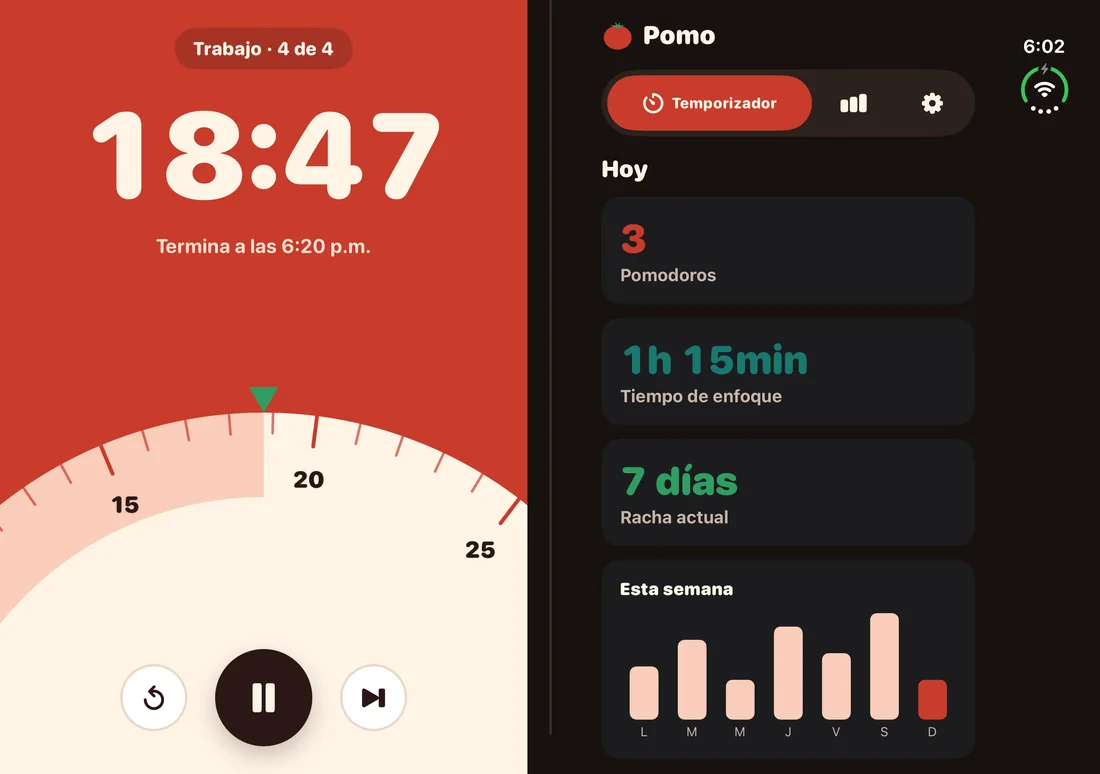 Trabajo · 4 de 4
18:47
Termina a las 6:20 p.m.
15
20
25
Pomo
6:02
Temporizador
Hoy
3
Pomodoros
1h 15min
Tiempo de enfoque
7 días
Racha actual
Esta semana
L M M J V S D